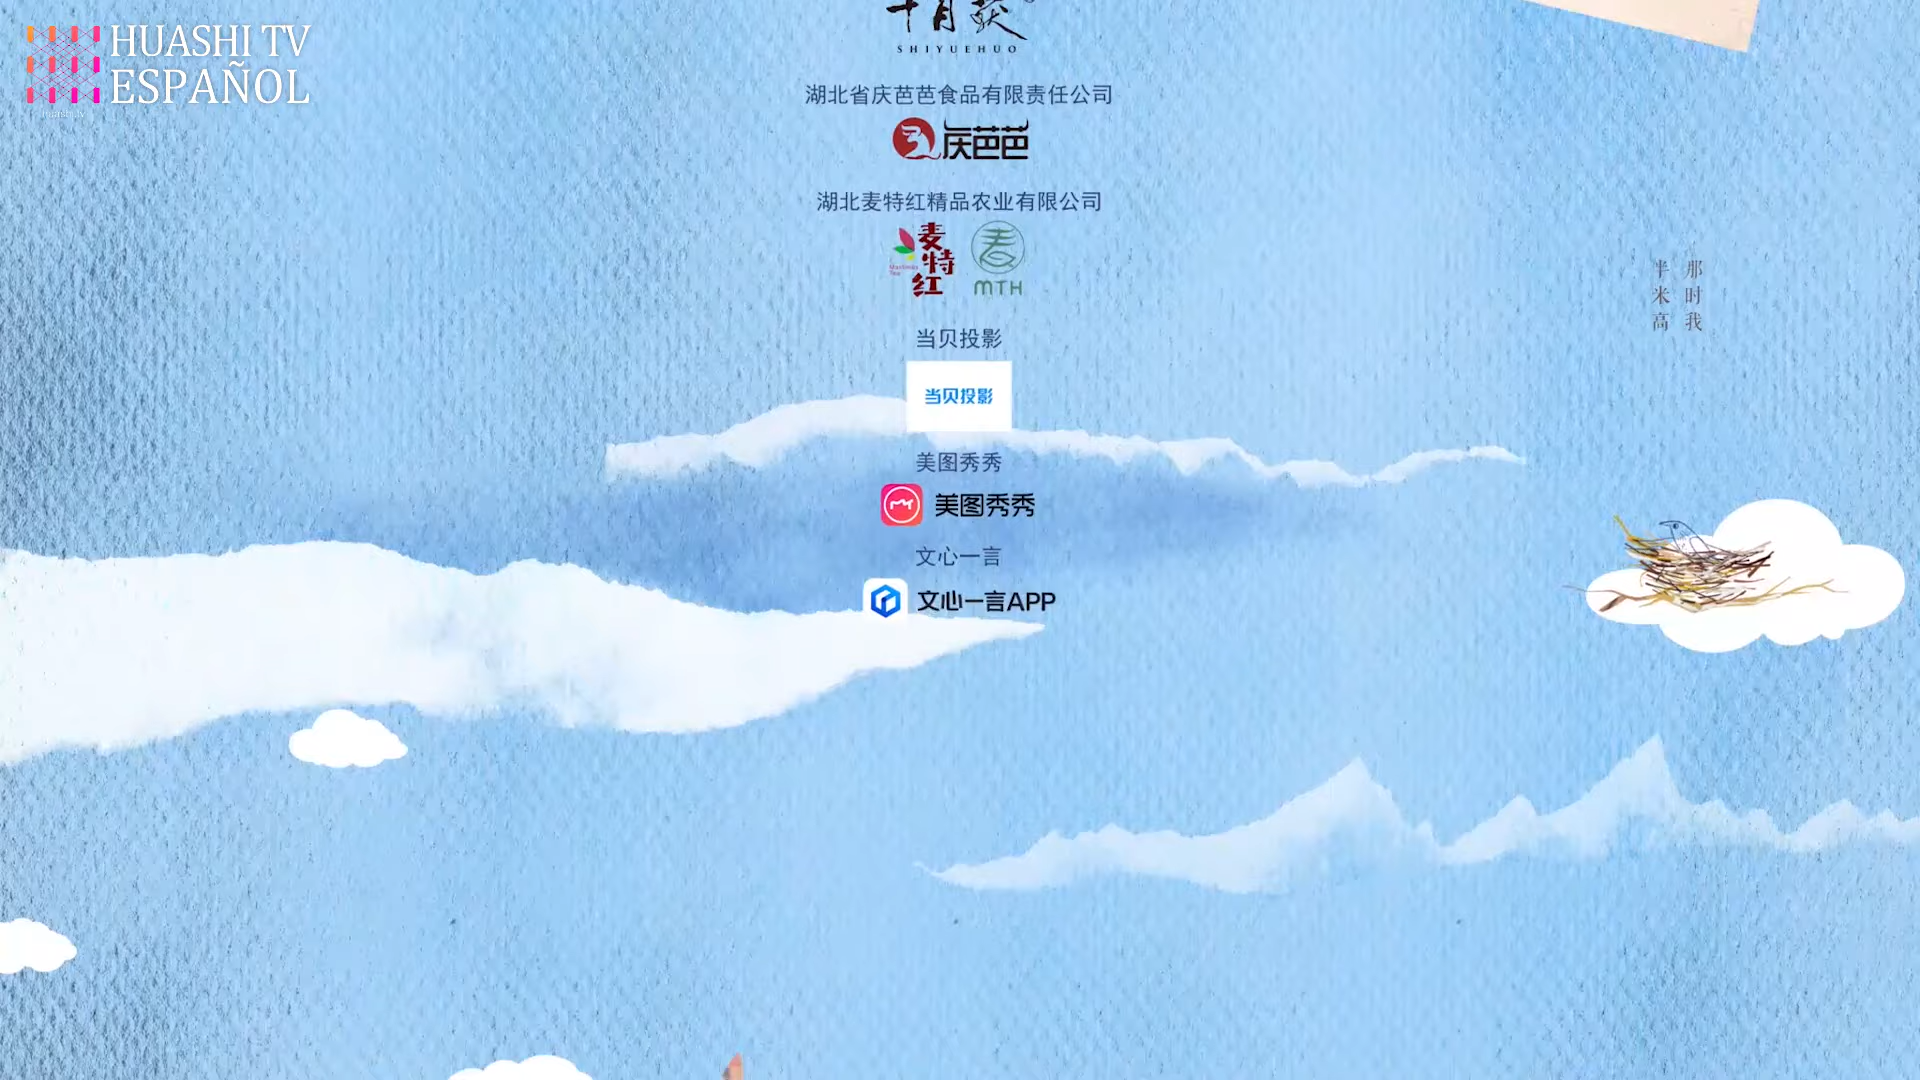 HUASHI TV
ESPAÑOL
十月获
SHIYUEHUO
湖北省庆芭芭食品有限责任公司
庆芭芭
湖北麦特红精品农业有限公司
麦特红
MTH
当贝投影
当贝投影
美图秀秀
美图秀秀
文心一言
文心一言APP
那时我
半米高